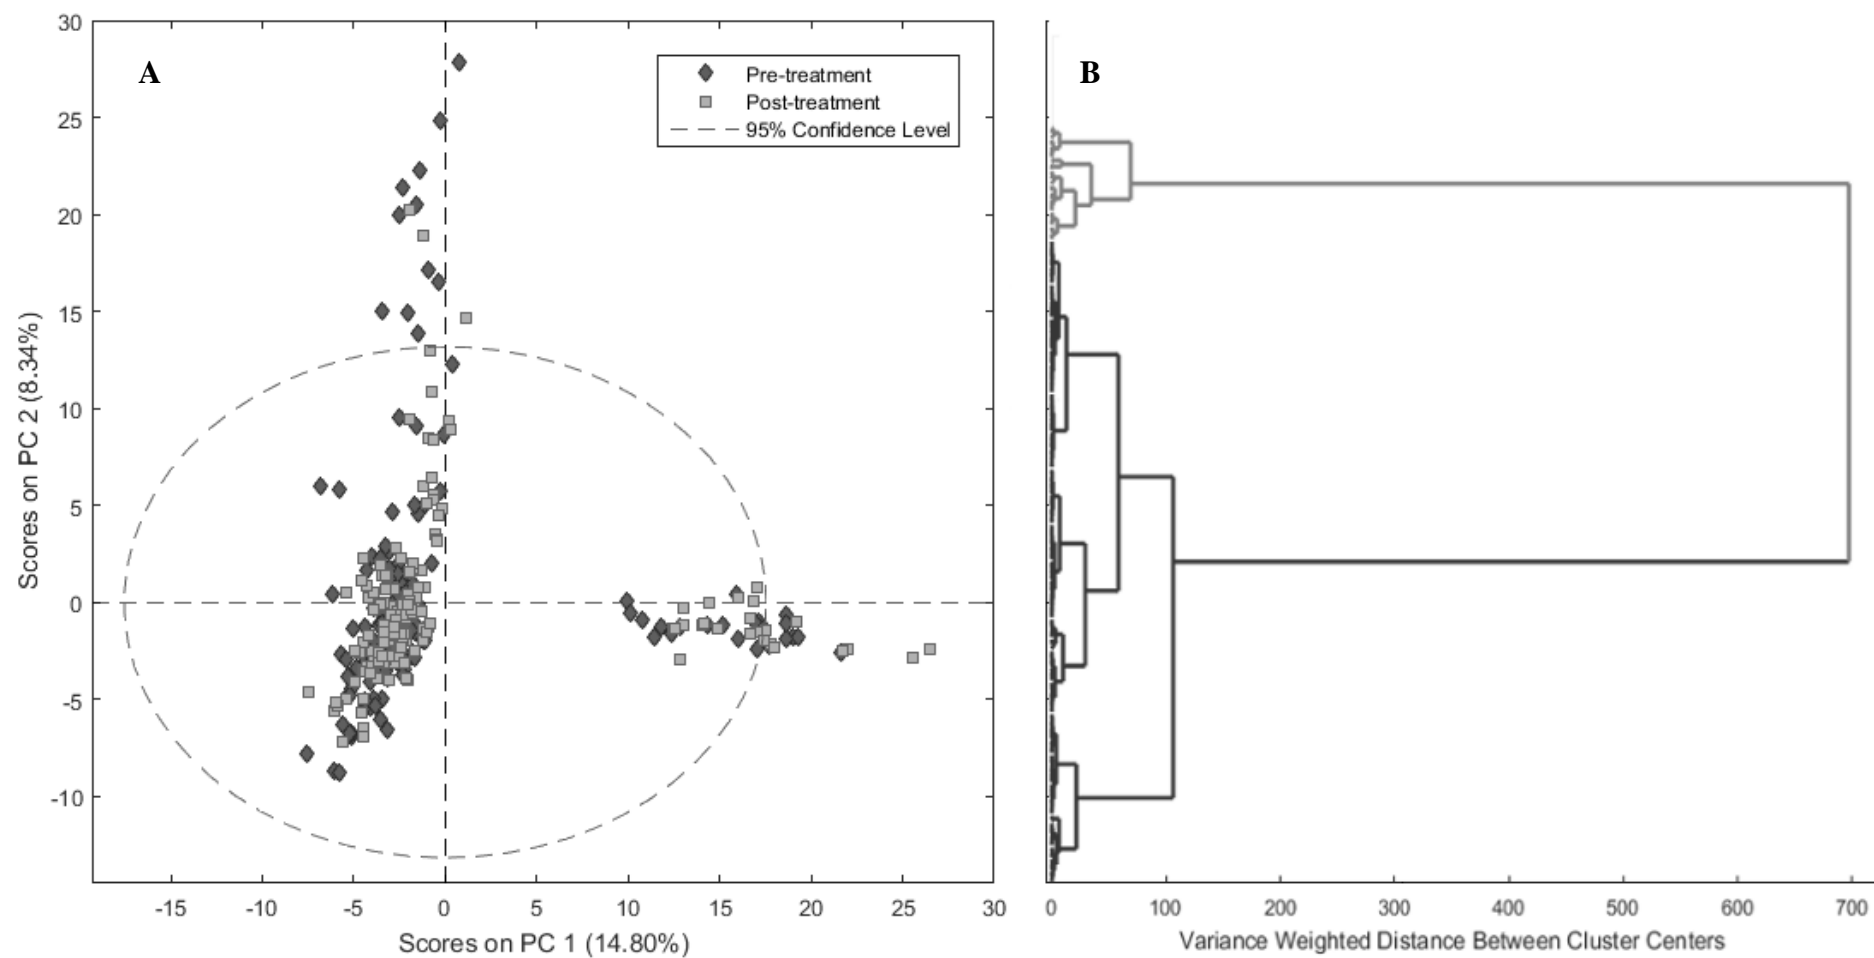 A
Pre-treatment
Post-treatment
95% Confidence Level
30
25
20
15
10
5
0
-5
-10
Scores on PC 2 (8.34%)
-15 -10 -5 0 5 10 15 20 25 30
Scores on PC 1 (14.80%)
B
0 100 200 300 400 500 600 700
Variance Weighted Distance Between Cluster Centers